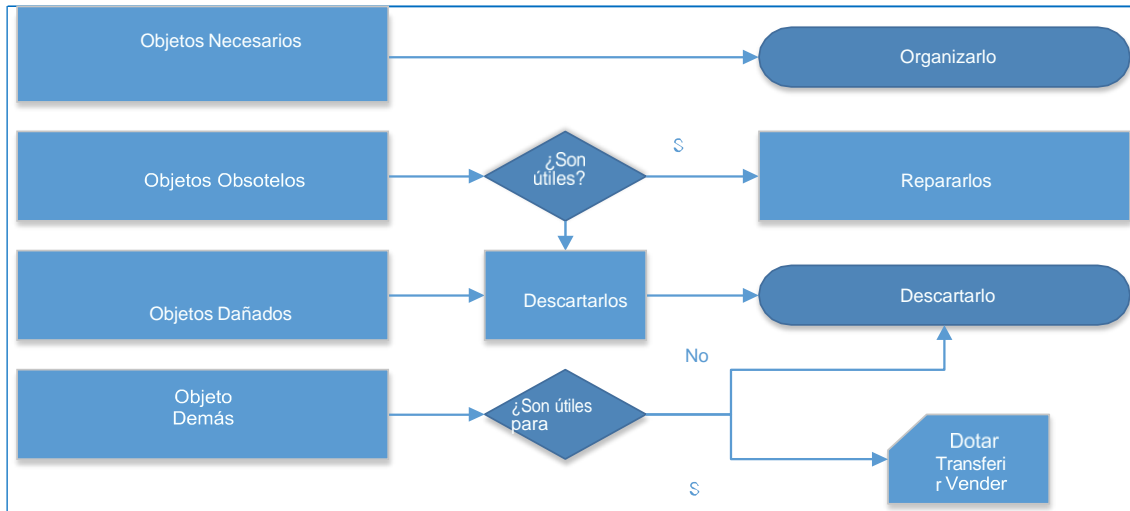 Objetos Necesarios
Organizarlo
Objetos Obsotelos
¿Son
útiles?
S
Repararlos
Objetos Dañados
Descartarlos
Descartarlo
No
Objeto
Demás
¿Son útiles
para
S
Dotar
Transferi
r Vender